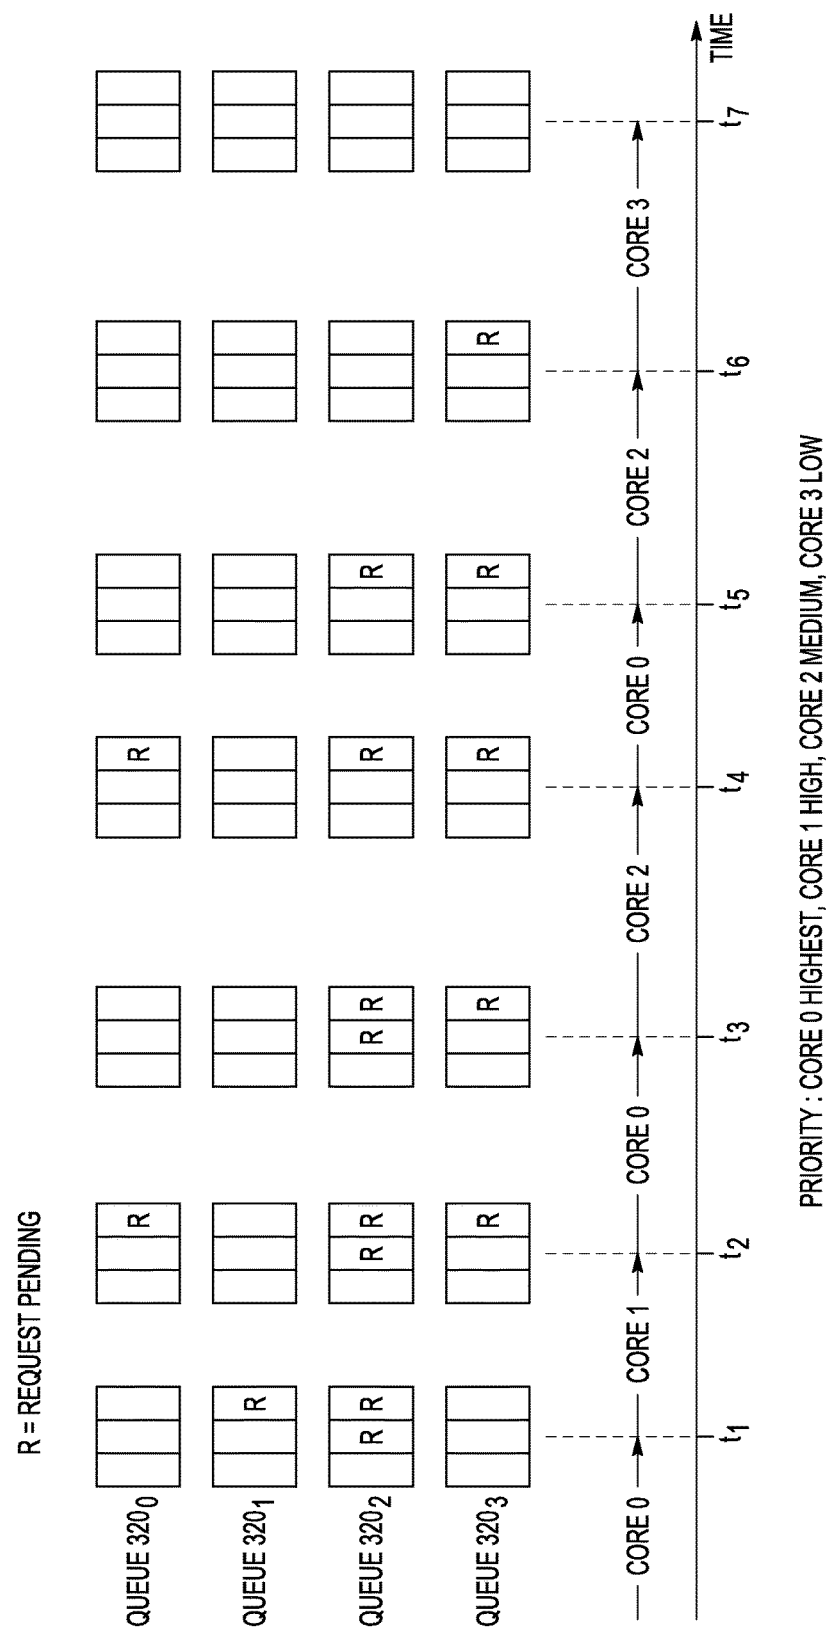 R = REQUEST PENDING
QUEUE 320₀
R
R
QUEUE 320₁
R
QUEUE 320₂
R R
R R
R R
R
R
QUEUE 320₃
R
R
R
R
R
CORE 0
CORE 1
CORE 0
CORE 2
CORE 0
CORE 2
CORE 3
t₁
t₂
t₃
t₄
t₅
t₆
t₇
TIME
PRIORITY : CORE 0 HIGHEST, CORE 1 HIGH, CORE 2 MEDIUM, CORE 3 LOW